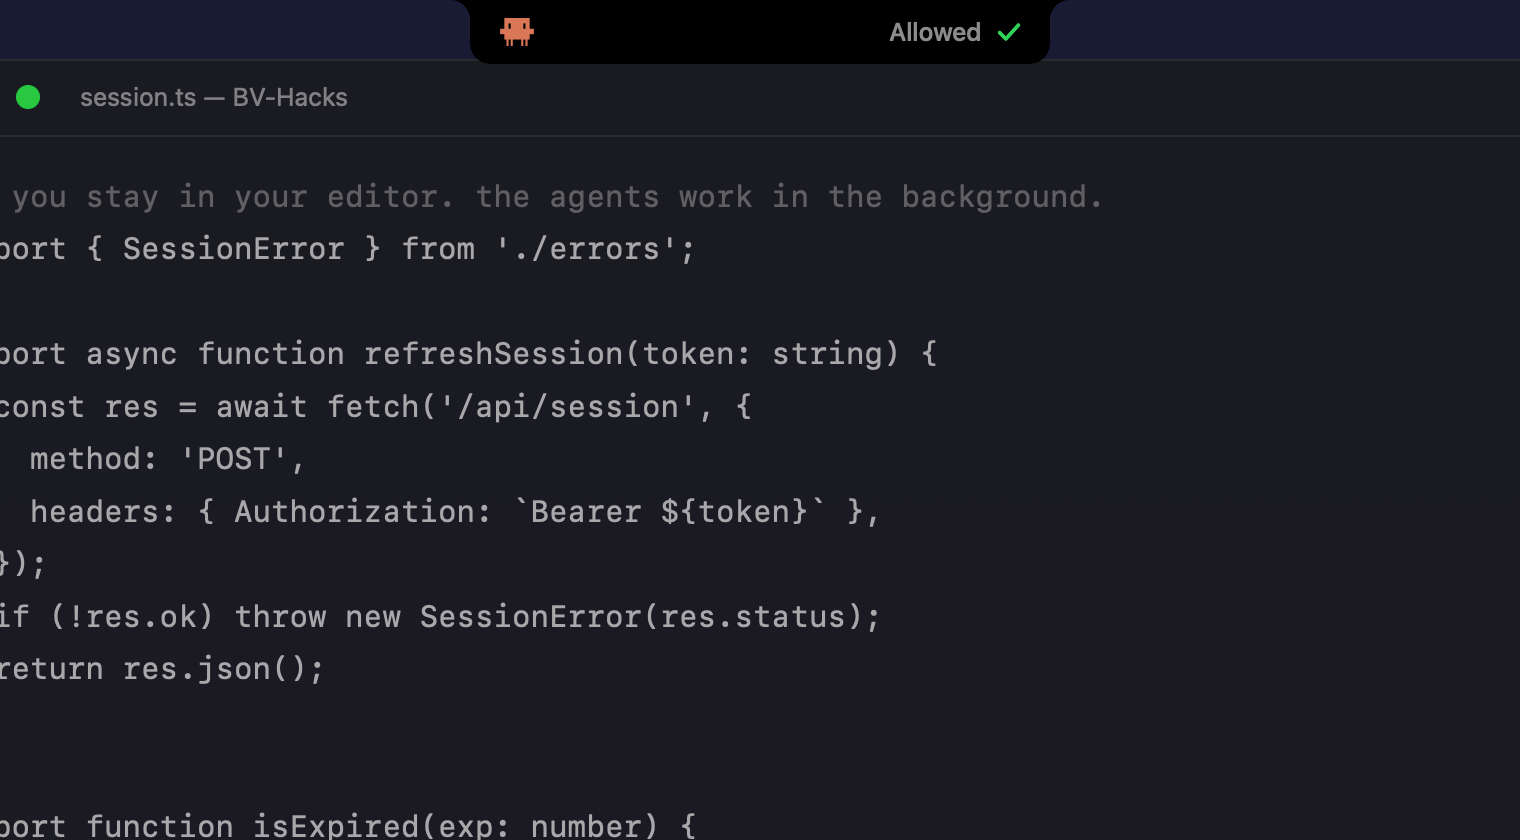 Allowed
session.ts — BV-Hacks
you stay in your editor. the agents work in the background.
port { SessionError } from './errors';
port async function refreshSession(token: string) {
const res = await fetch('/api/session', {
method: 'POST',
headers: { Authorization: `Bearer ${token}` },
});
if (!res.ok) throw new SessionError(res.status);
return res.json();
port function isExpired(exp: number) {